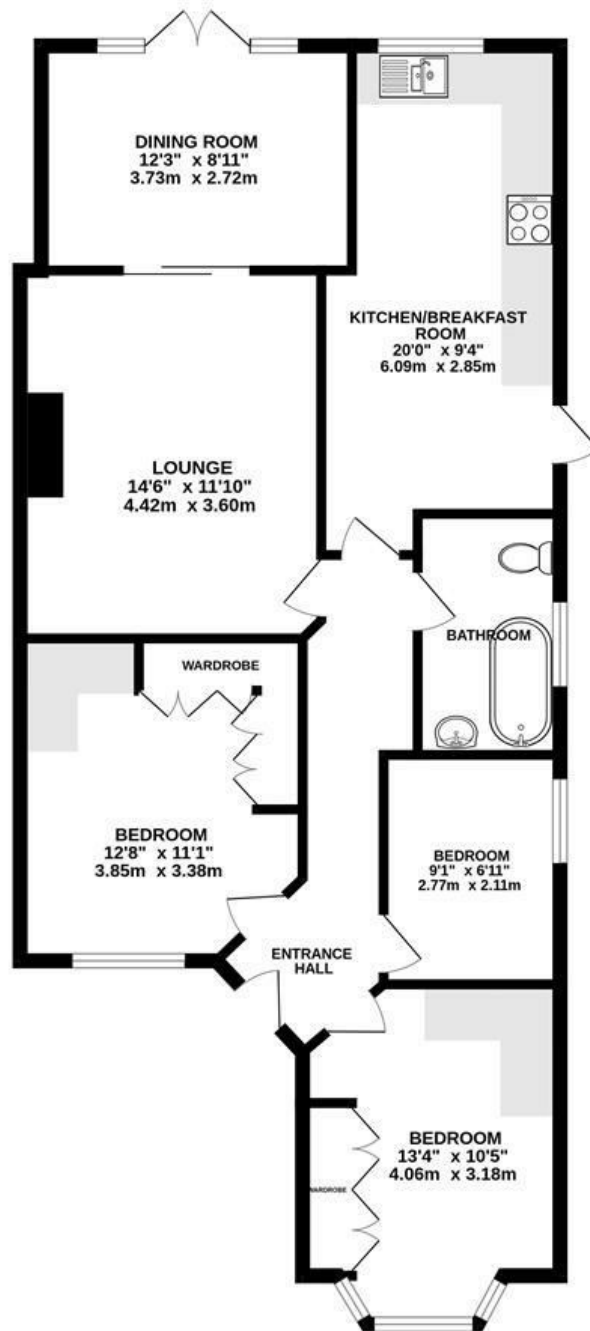 DINING ROOM
12'3" x 8'11"
3.73m x 2.72m
KITCHEN/BREAKFAST
ROOM
20'0" x 9'4"
6.09m x 2.85m
LOUNGE
14'6" x 11'10"
4.42m x 3.60m
BATHROOM
WARDROBE
BEDROOM
12'8" x 11'1"
3.85m x 3.38m
BEDROOM
9'1" x 6'11"
2.77m x 2.11m
ENTRANCE
HALL
BEDROOM
13'4" x 10'5"
4.06m x 3.18m
WARDROBE